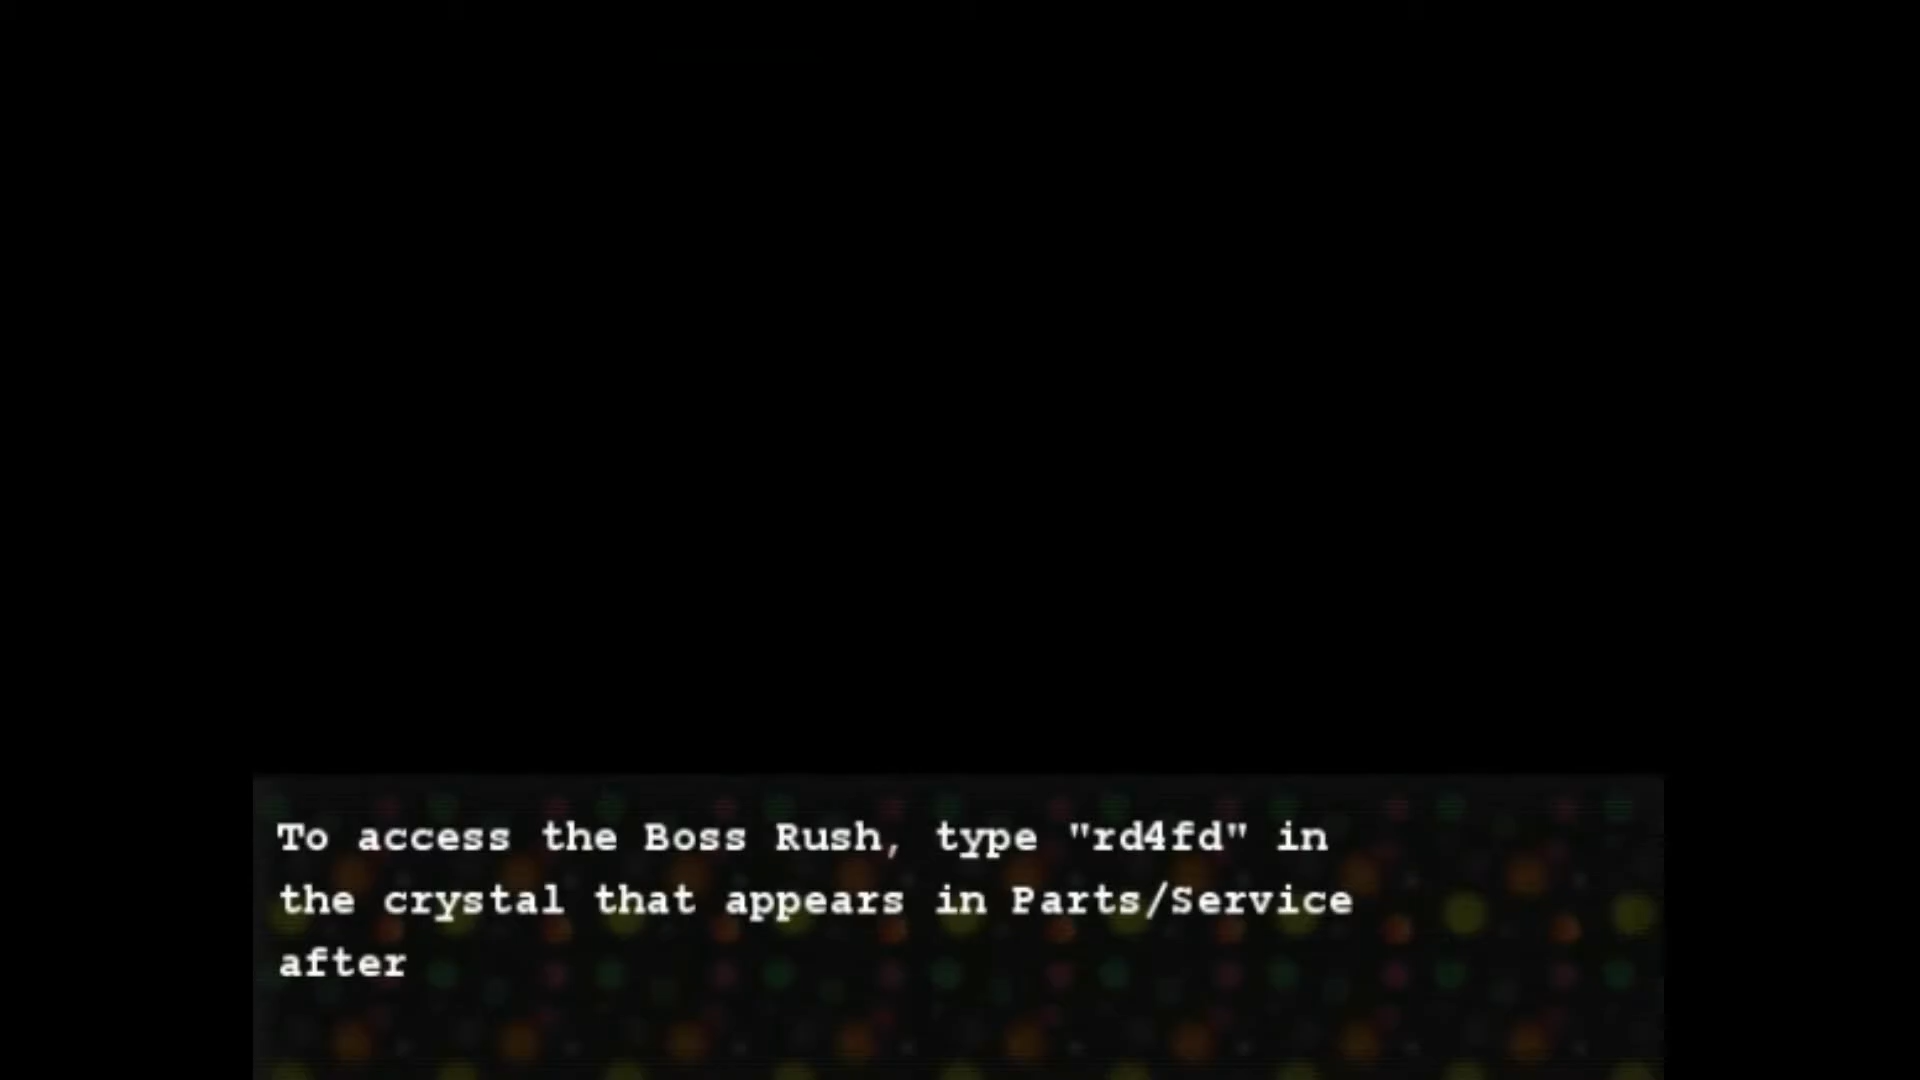 To access the Boss Rush, type "rd4fd" in
the crystal that appears in Parts/Service
after